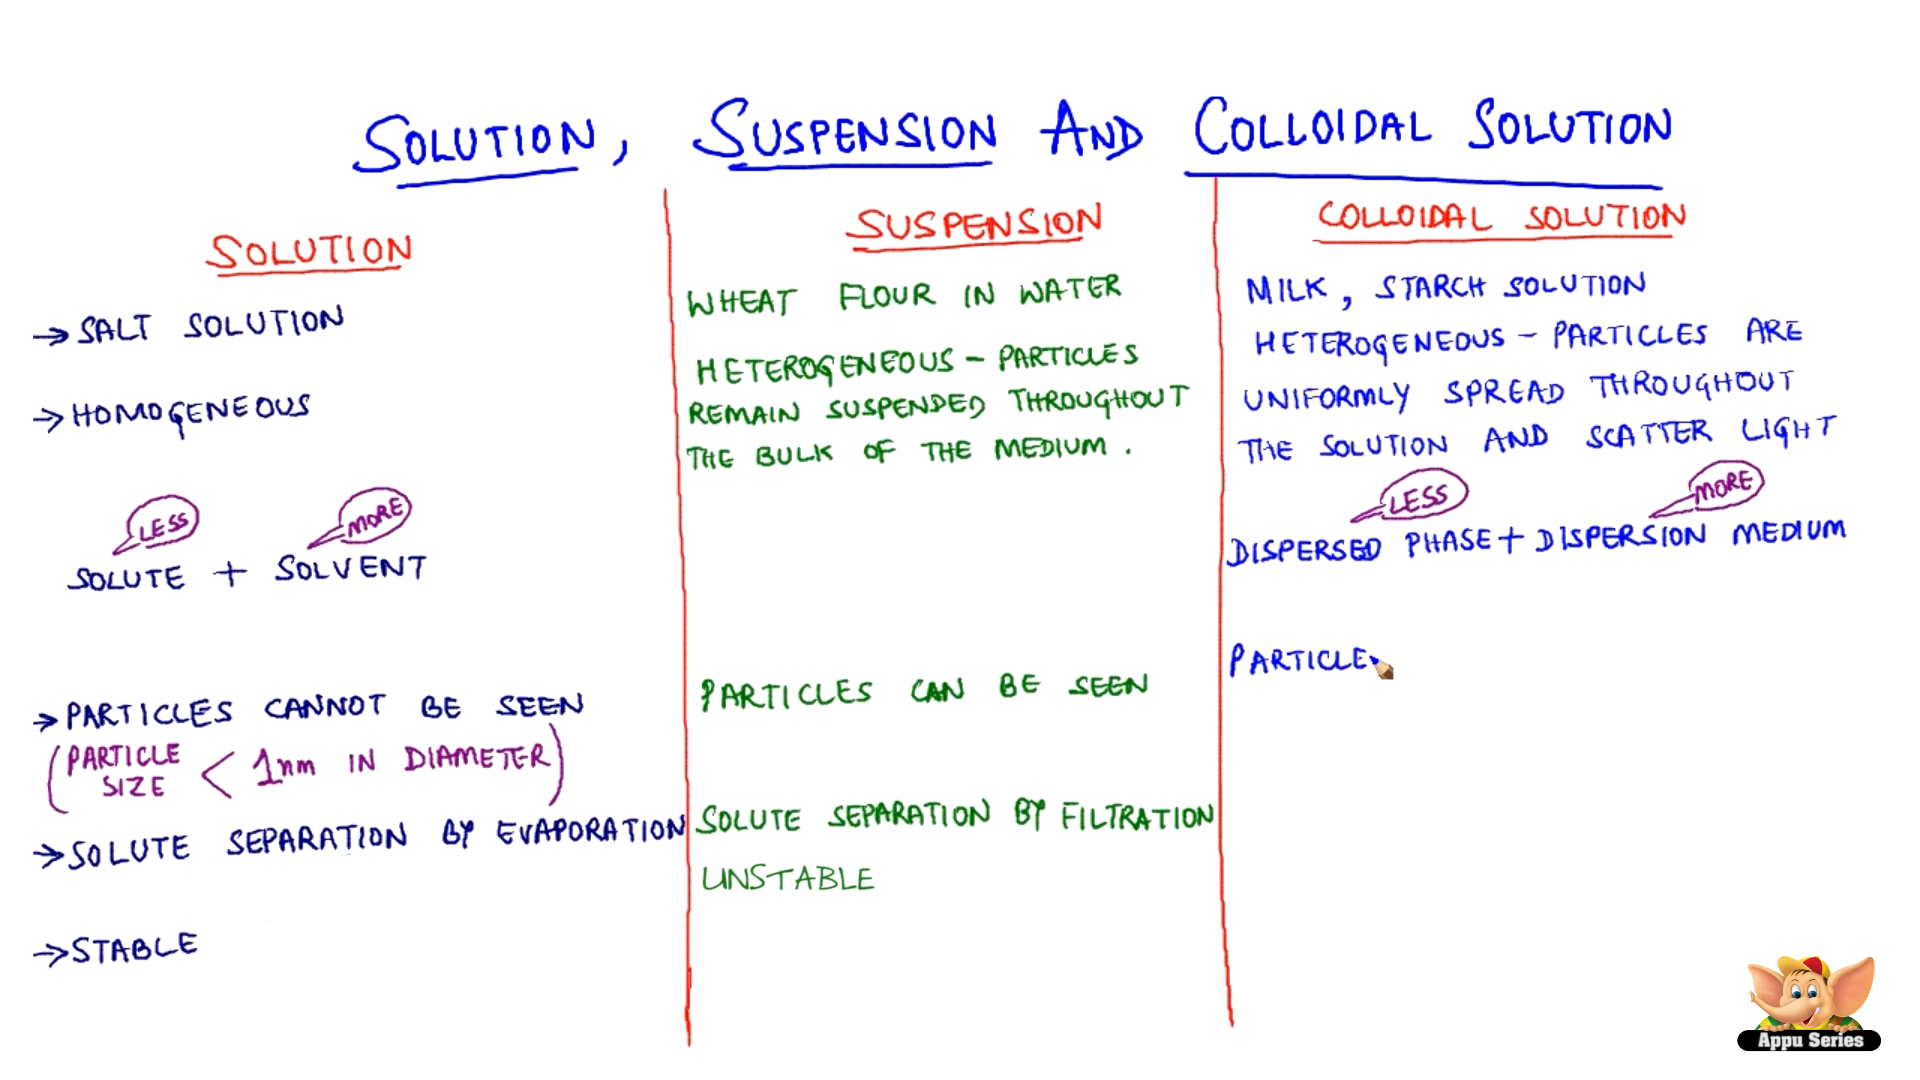 SOLUTION, SUSPENSION AND COLLOIDAL SOLUTION
SOLUTION
→ SALT SOLUTION
→ HOMOGENEOUS
LESS
MORE
SOLUTE + SOLVENT
→ PARTICLES CANNOT BE SEEN
(PARTICLE SIZE < 1nm IN DIAMETER)
→ SOLUTE SEPARATION BY EVAPORATION
→ STABLE
SUSPENSION
WHEAT FLOUR IN WATER
HETEROGENEOUS - PARTICLES
REMAIN SUSPENDED THROUGHOUT
THE BULK OF THE MEDIUM.
PARTICLES CAN BE SEEN
SOLUTE SEPARATION BY FILTRATION
UNSTABLE
COLLOIDAL SOLUTION
MILK, STARCH SOLUTION
HETEROGENEOUS - PARTICLES ARE
UNIFORMLY SPREAD THROUGHOUT
THE SOLUTION AND SCATTER LIGHT
LESS
MORE
DISPERSED PHASE + DISPERSION MEDIUM
PARTICLE
Appu Series